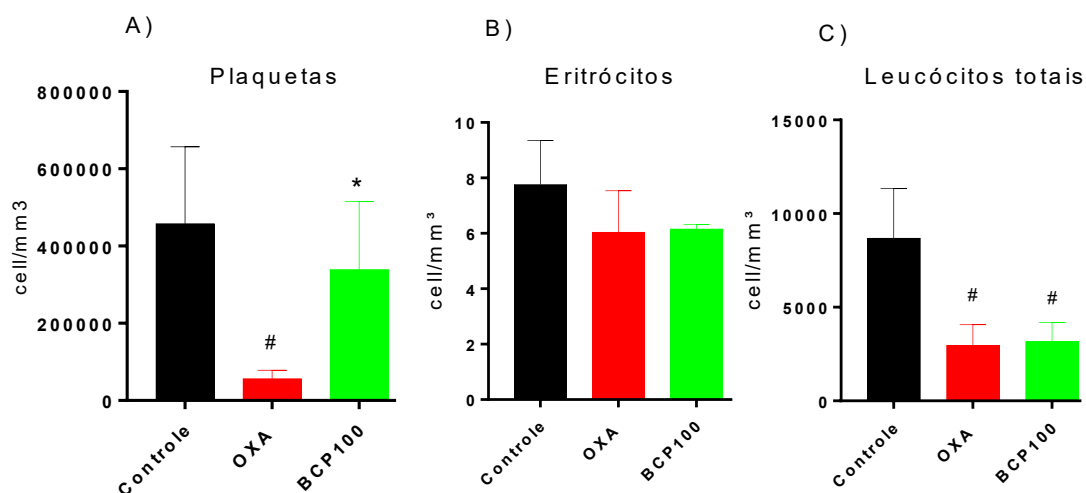 A)
Plaquetas
cell/mm3
800000
600000
400000
200000
0
#
*
Controle
OXA
BCP100
B)
Eritrócitos
cell/mm³
10
8
6
4
2
0
Controle
OXA
BCP100
C)
Leucócitos totais
cell/mm³
15000
10000
5000
0
#
#
Controle
OXA
BCP100